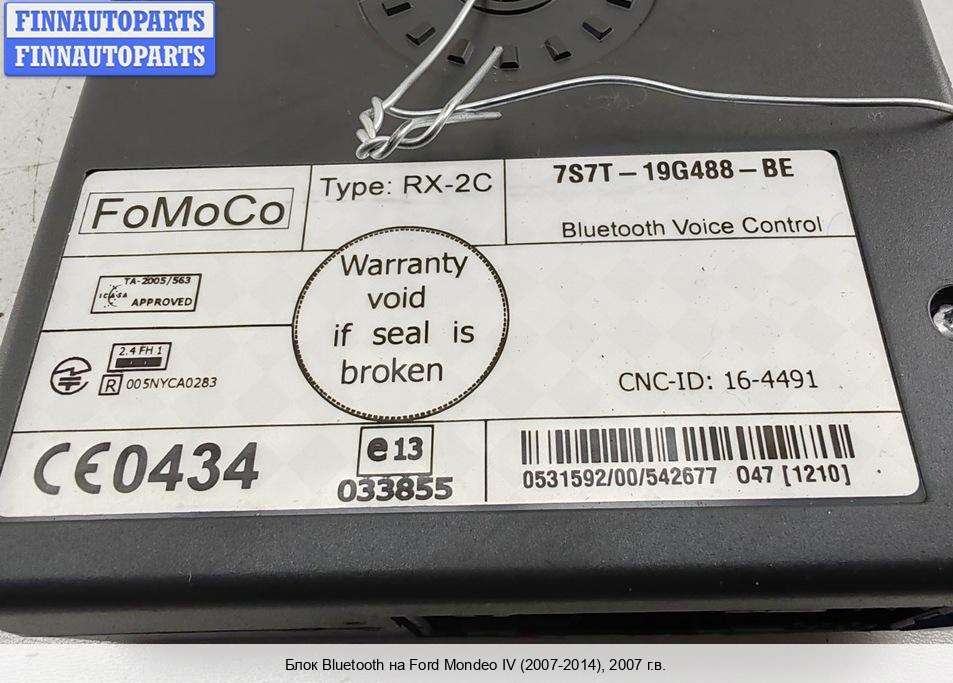 FINNAUTOPARTS
FINNAUTOPARTS
FoMoCo
Type: RX-2C
7S7T-19G488-BE
Bluetooth Voice Control
TA-2005/563
ICASA
APPROVED
Warranty
void
if seal is
broken
2.4 FH 1
R 005NYCA0283
CNC-ID: 16-4491
CE0434
e13
033855
0531592/00/542677 047 [1210]
Блок Bluetooth на Ford Mondeo IV (2007-2014), 2007 г.в.